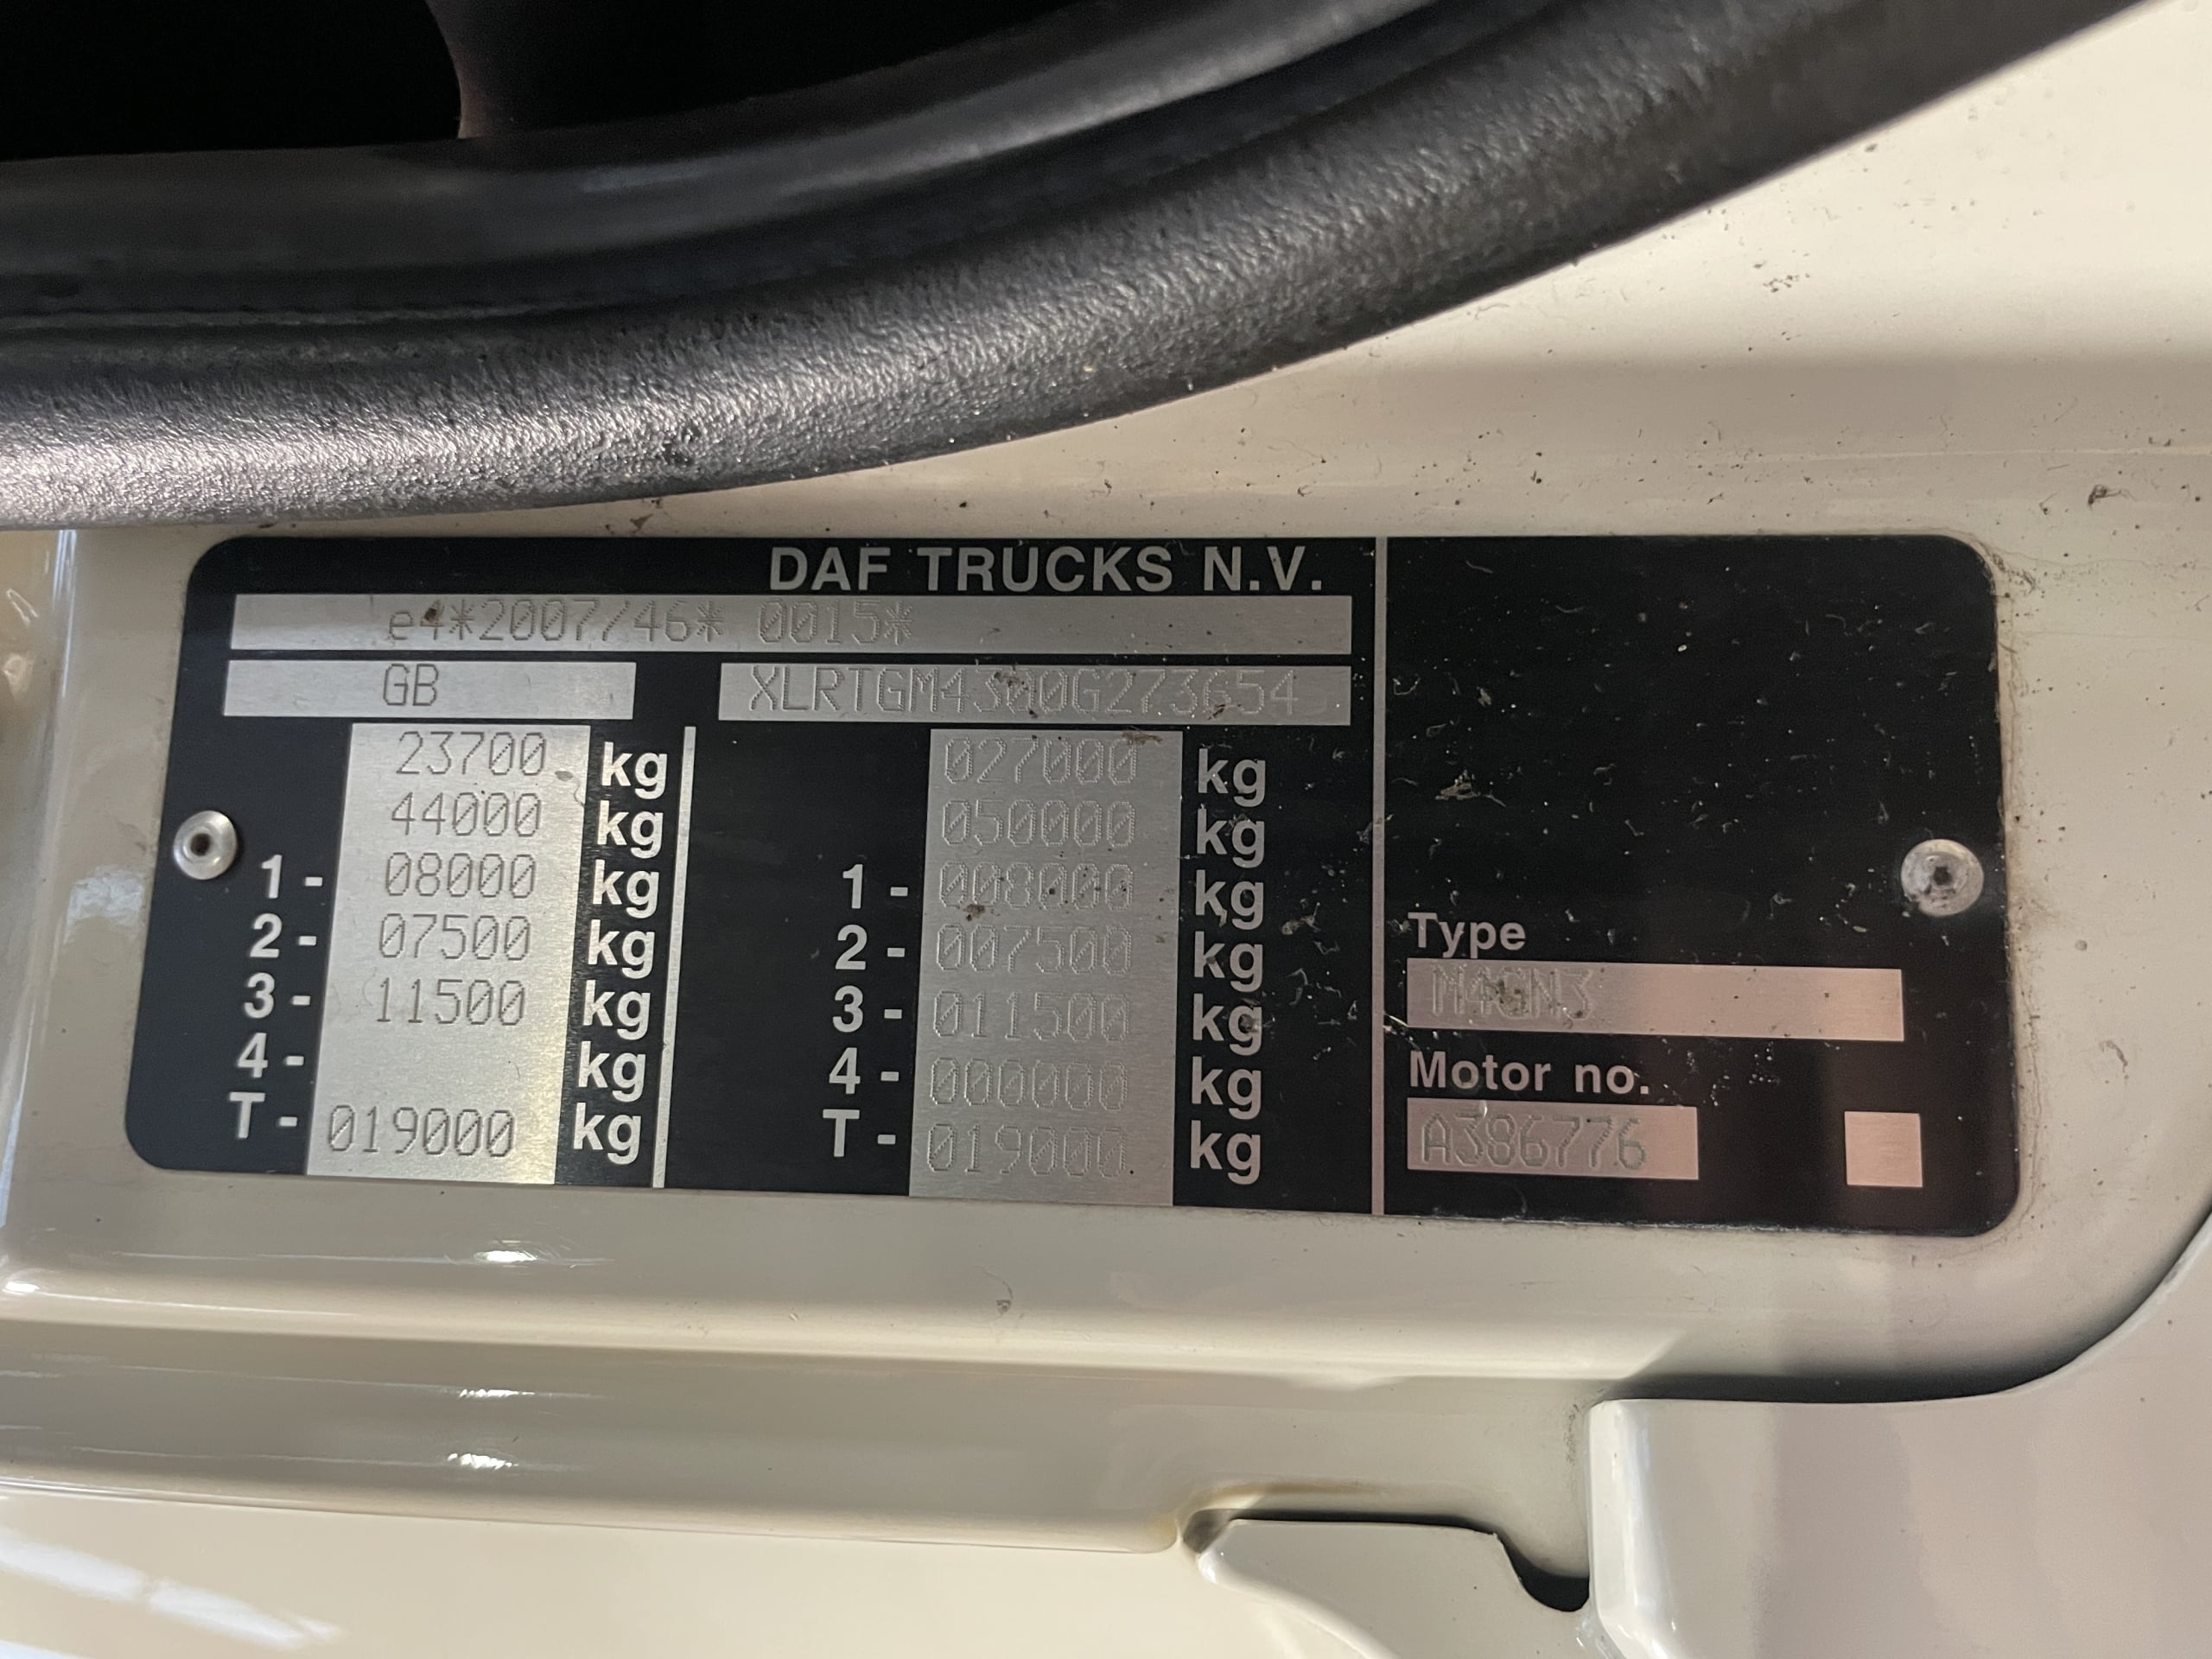 DAF TRUCKS N.V.
e4*2007/46* 0015*
GB XLRTGM4300G273654
23700 kg 027000 kg
44000 kg 050000 kg
1 - 08000 kg 1 - 008000 kg
2 - 07500 kg 2 - 007500 kg
3 - 11500 kg 3 - 011500 kg
4 - kg 4 - 000000 kg
T - 019000 kg T - 019000 kg
Type
M4GN3
Motor no.
A386776